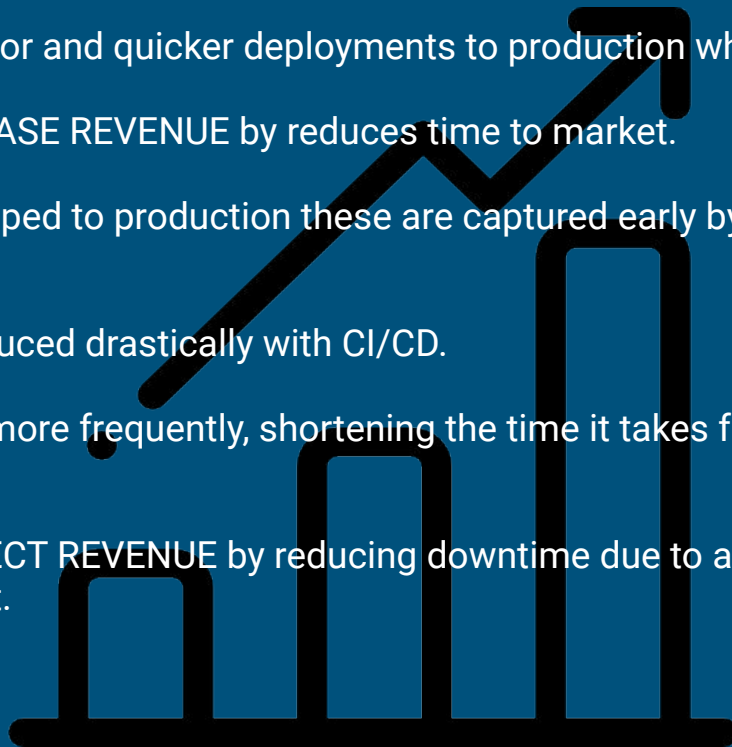 or and quicker deployments to production wh
ASE REVENUE by reduces time to market.
ped to production these are captured early by
uced drastically with CI/CD.
more frequently, shortening the time it takes f
ECT REVENUE by reducing downtime due to a
t.